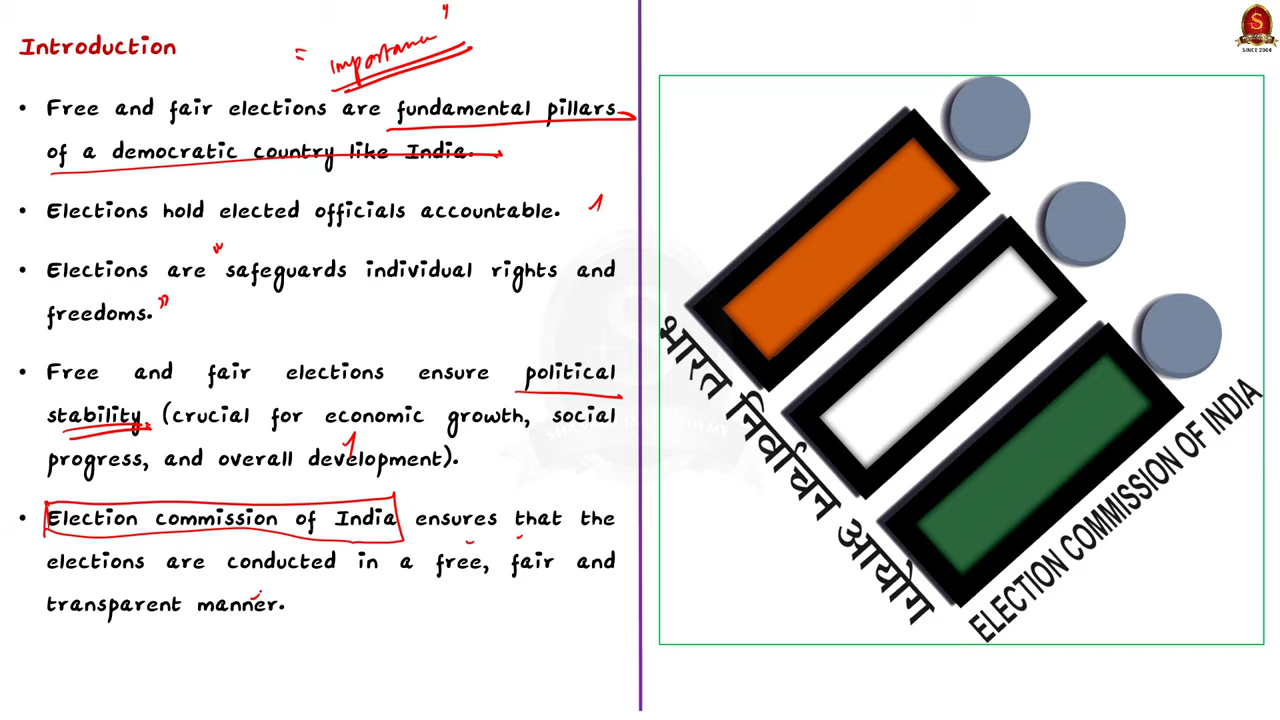 Introduction
"importance"
• Free and fair elections are fundamental pillars
of a democratic country like India.
• Elections hold elected officials accountable.
• Elections are "safeguards individual rights and
freedoms."
• Free and fair elections ensure political
stability (crucial for economic growth, social
progress, and overall development).
• Election commission of India ensures that the
elections are conducted in a free, fair and
transparent manner.
भारत निर्वाचन आयोग
ELECTION COMMISSION OF INDIA
SINCE 2004